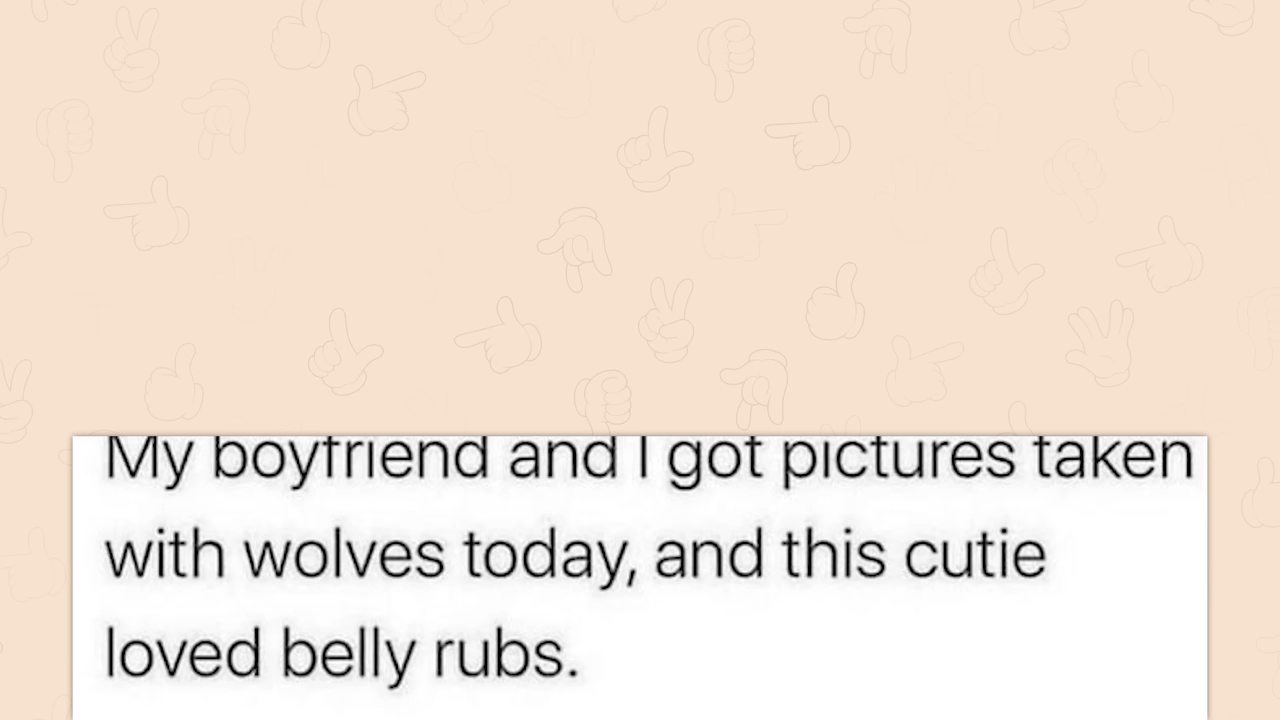 My boyfriend and I got pictures taken
with wolves today, and this cutie
loved belly rubs.